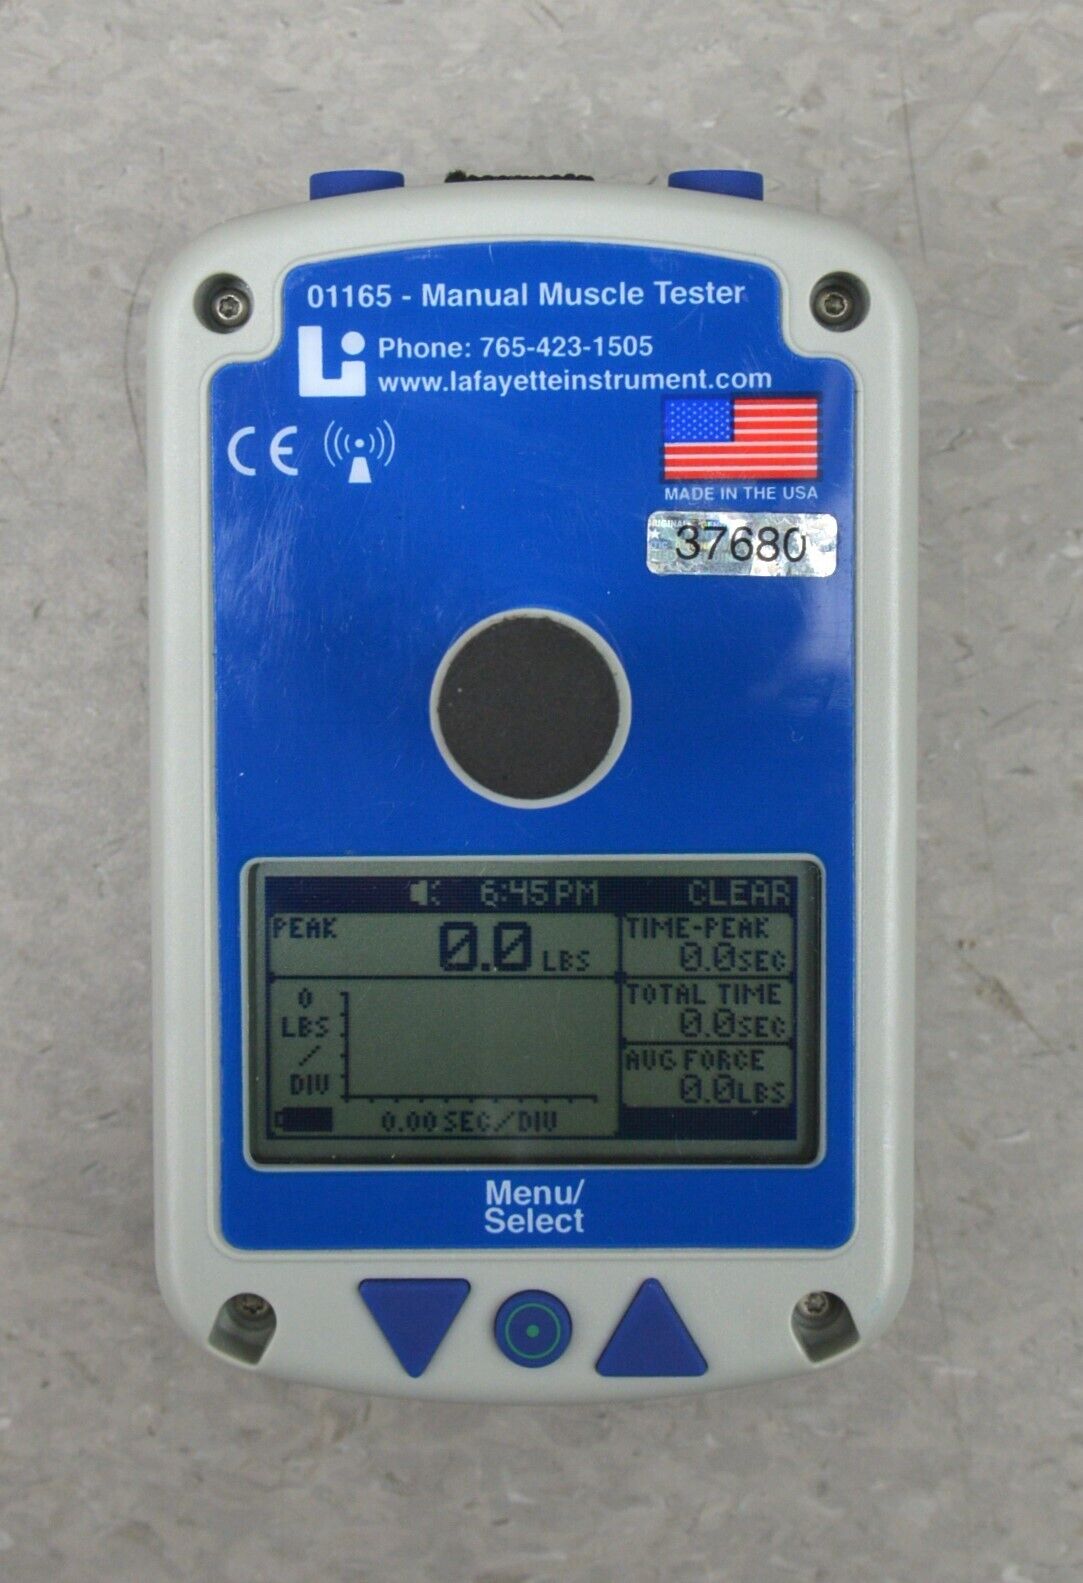 01165 - Manual Muscle Tester
Li
Phone: 765-423-1505
www.lafayetteinstrument.com
CE
MADE IN THE USA
37680
6:45 PM CLEAR
PEAK 0.0 LBS
TIME-PEAK
0.0 SEC
TOTAL TIME
0.0 SEC
AVG FORCE
0.0 LBS
0
LBS
/
DIV
0.00 SEC/DIV
Menu/
Select